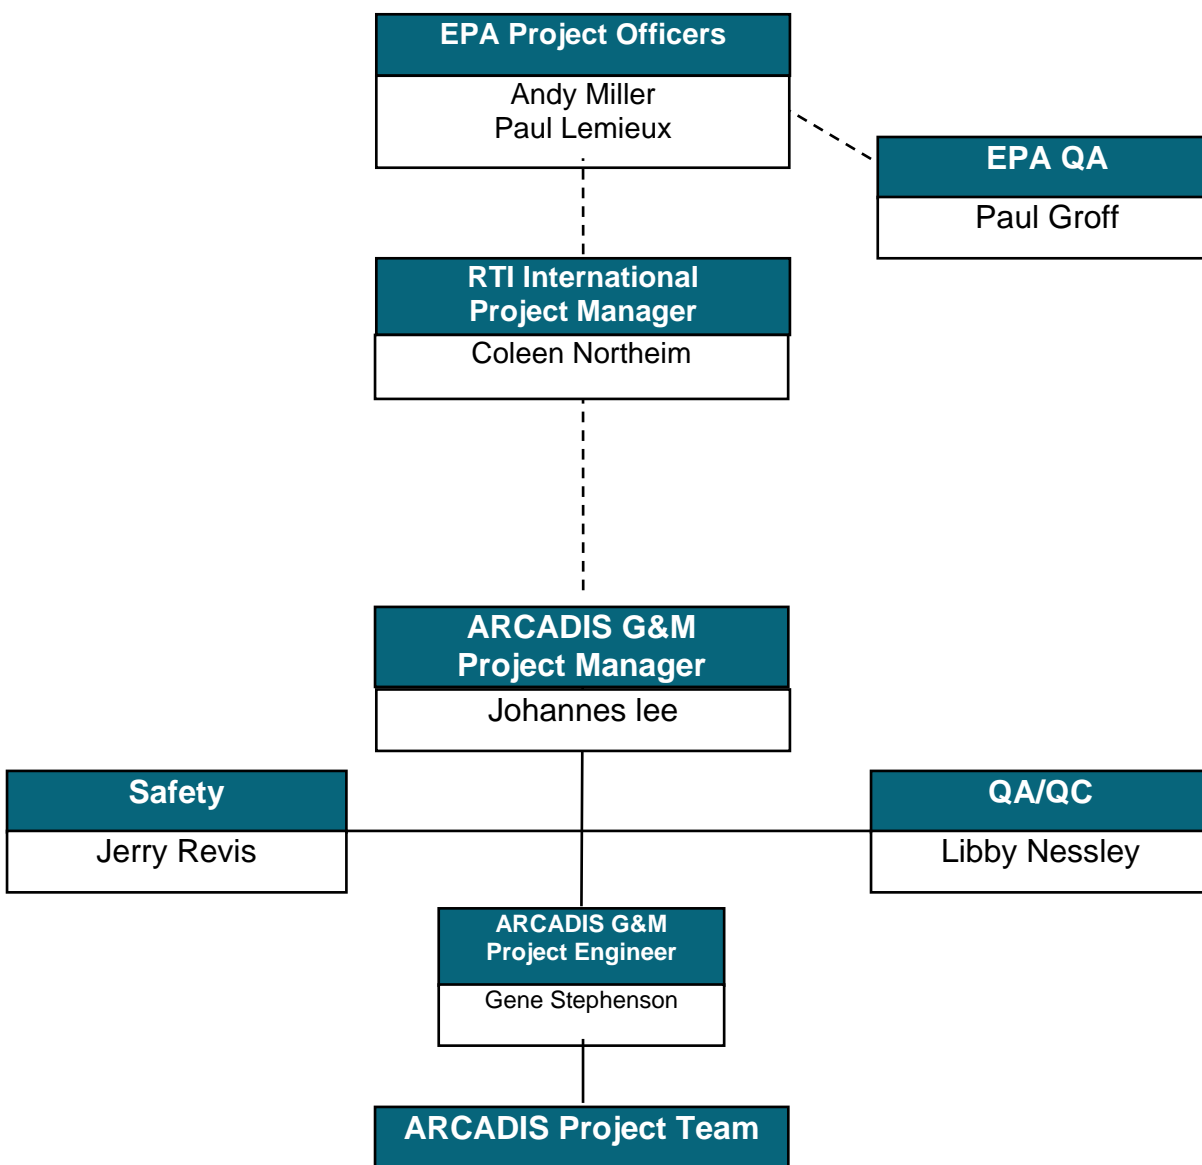 EPA Project Officers
Andy Miller
Paul Lemieux
EPA QA
Paul Groff
RTI International
Project Manager
Coleen Northeim
ARCADIS G&M
Project Manager
Johannes lee
Safety
Jerry Revis
QA/QC
Libby Nessley
ARCADIS G&M
Project Engineer
Gene Stephenson
ARCADIS Project Team